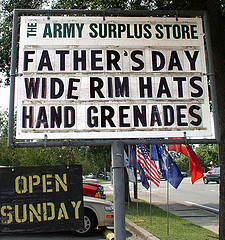 THE ARMY SURPLUS STORE
FATHER'S DAY
WIDE RIM HATS
HAND GRENADES
OPEN
SUNDAY